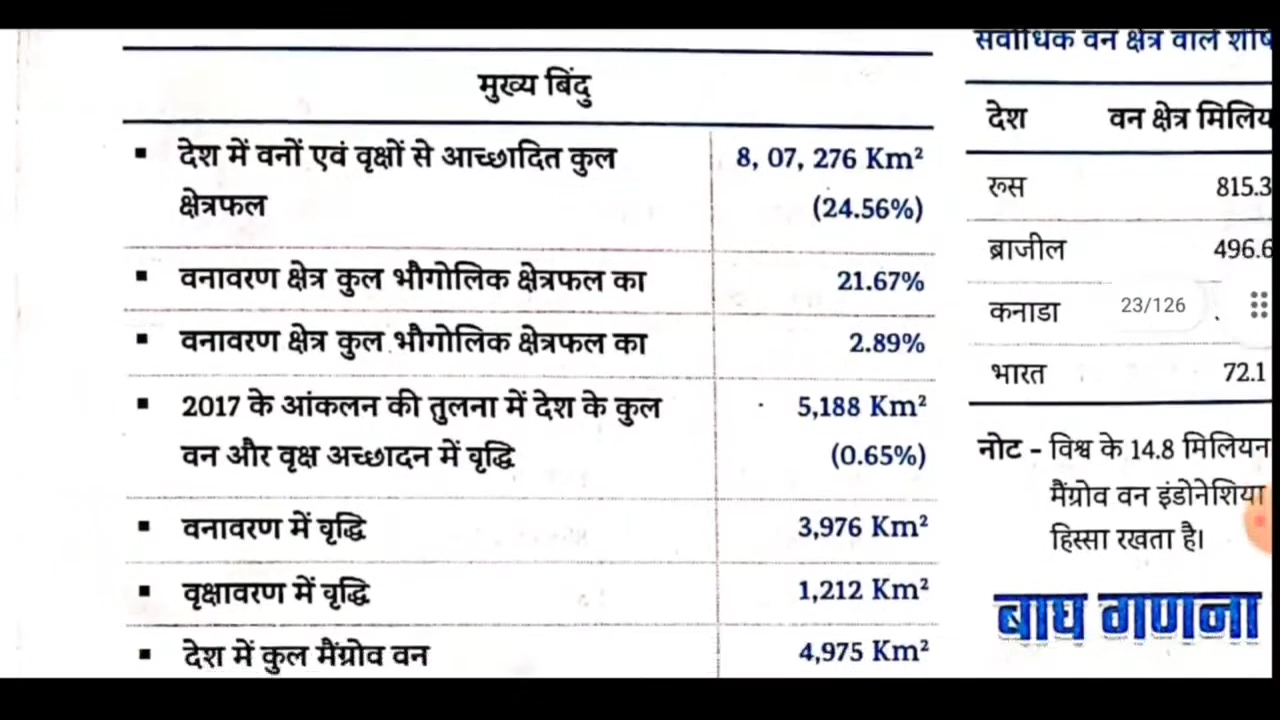 मुख्य बिंदु
▪ देश में वनों एवं वृक्षों से आच्छादित कुल 8, 07, 276 Km²
क्षेत्रफल (24.56%)
▪ वनावरण क्षेत्र कुल भौगोलिक क्षेत्रफल का 21.67%
▪ वनावरण क्षेत्र कुल भौगोलिक क्षेत्रफल का 2.89%
▪ 2017 के आंकलन की तुलना में देश के कुल 5,188 Km²
वन और वृक्ष अच्छादन में वृद्धि (0.65%)
▪ वनावरण में वृद्धि 3,976 Km²
▪ वृक्षावरण में वृद्धि 1,212 Km²
▪ देश में कुल मैंग्रोव वन 4,975 Km²
सर्वाधिक वन क्षेत्र वाले
देश वन क्षेत्र
रूस 815.3
ब्राजील 496.6
कनाडा
23/126
भारत 72.1
नोट - विश्व के 14.8 मिलियन
मैंग्रोव वन इंडोनेशिया
हिस्सा रखता है।
बाघ गणना